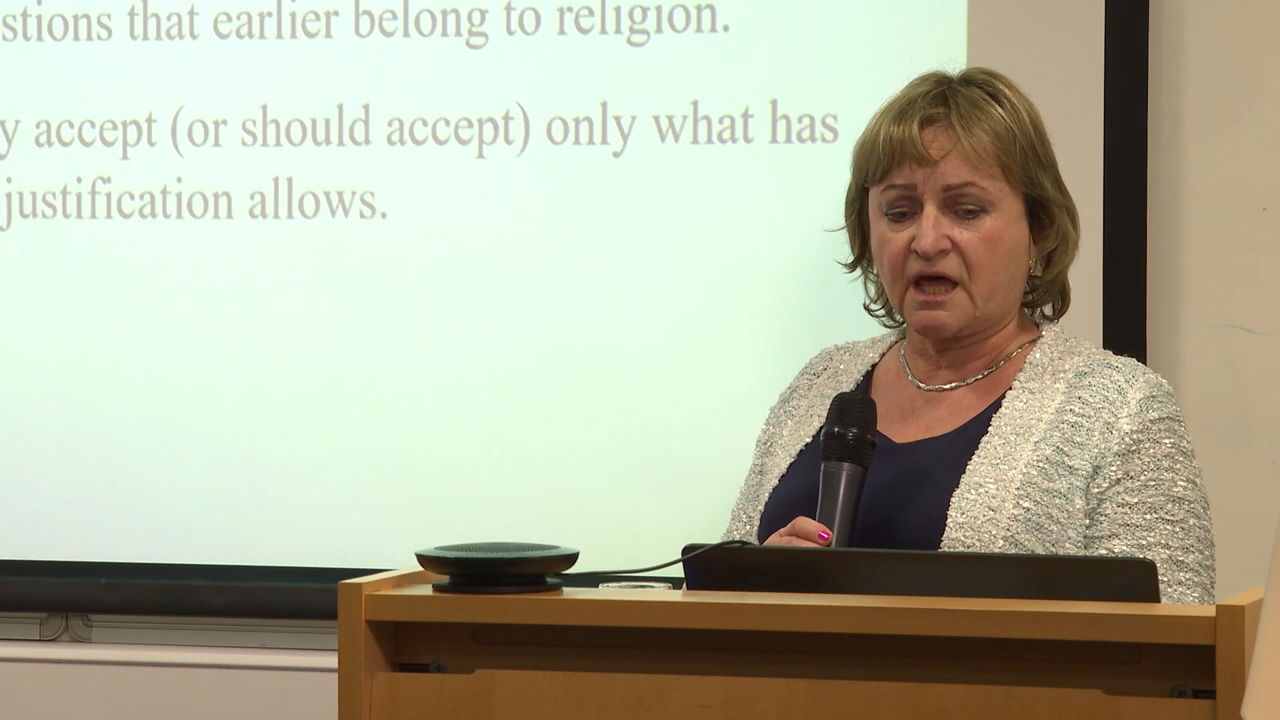 stions that earlier belong to religion.
y accept (or should accept) only what has
justification allows.